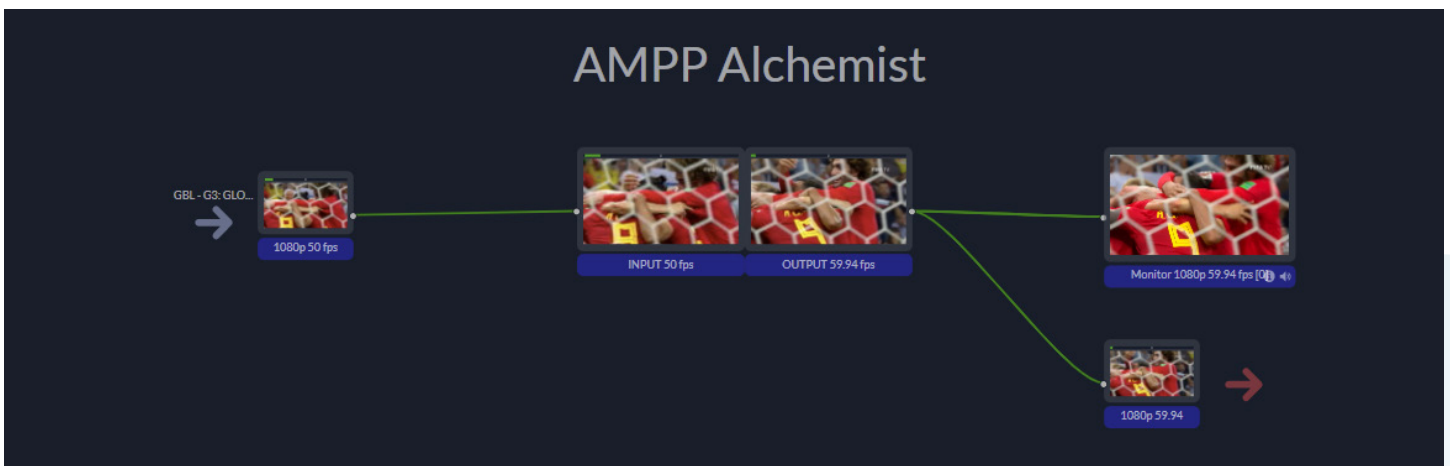 AMPP Alchemist
GBL - G3: GLO...
1080p 50 fps
INPUT 50 fps
OUTPUT 59.94 fps
Monitor 1080p 59.94 fps
1080p 59.94